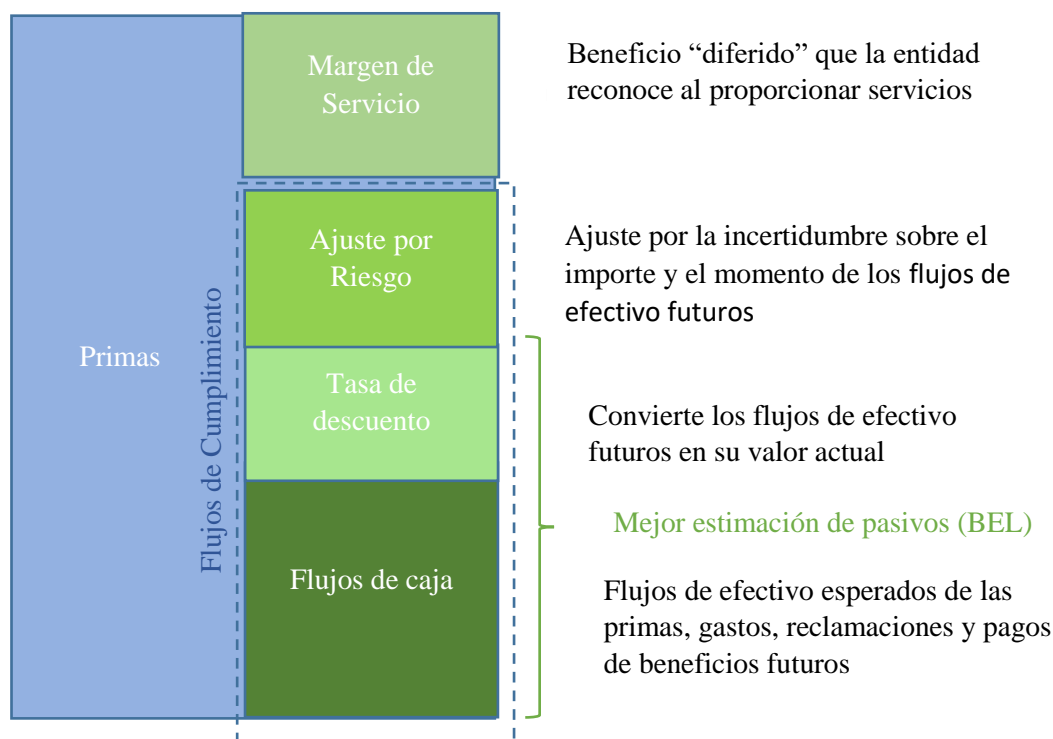 Margen de
Servicio
Beneficio “diferido” que la entidad
reconoce al proporcionar servicios
Primas
Flujos de Cumplimiento
Ajuste por
Riesgo
Ajuste por la incertidumbre sobre el
importe y el momento de los flujos de
efectivo futuros
Tasa de
descuento
Convierte los flujos de efectivo
futuros en su valor actual
Mejor estimación de pasivos (BEL)
Flujos de caja
Flujos de efectivo esperados de las
primas, gastos, reclamaciones y pagos
de beneficios futuros